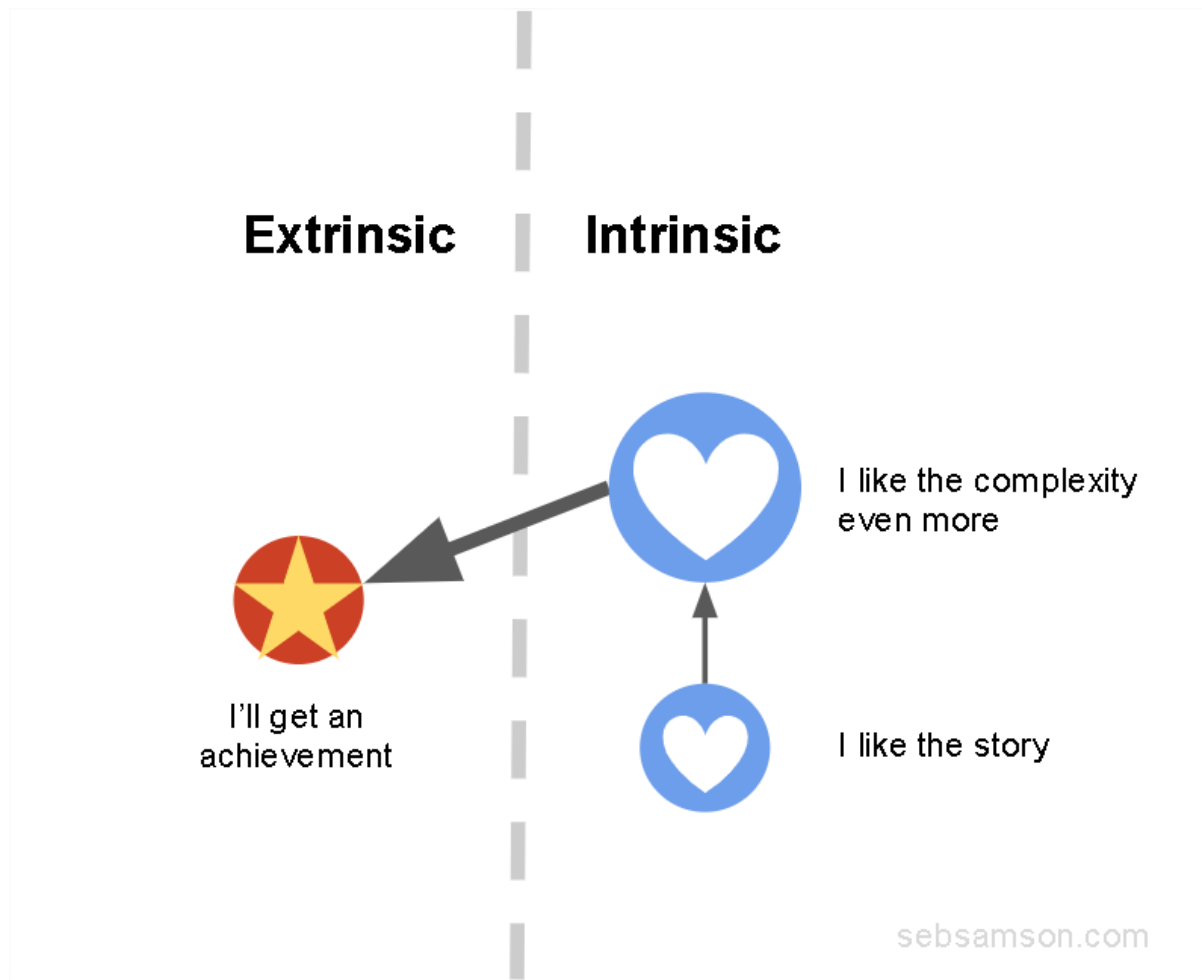 Extrinsic
Intrinsic
I like the complexity
even more
I’ll get an
achievement
I like the story
sebsamson.com